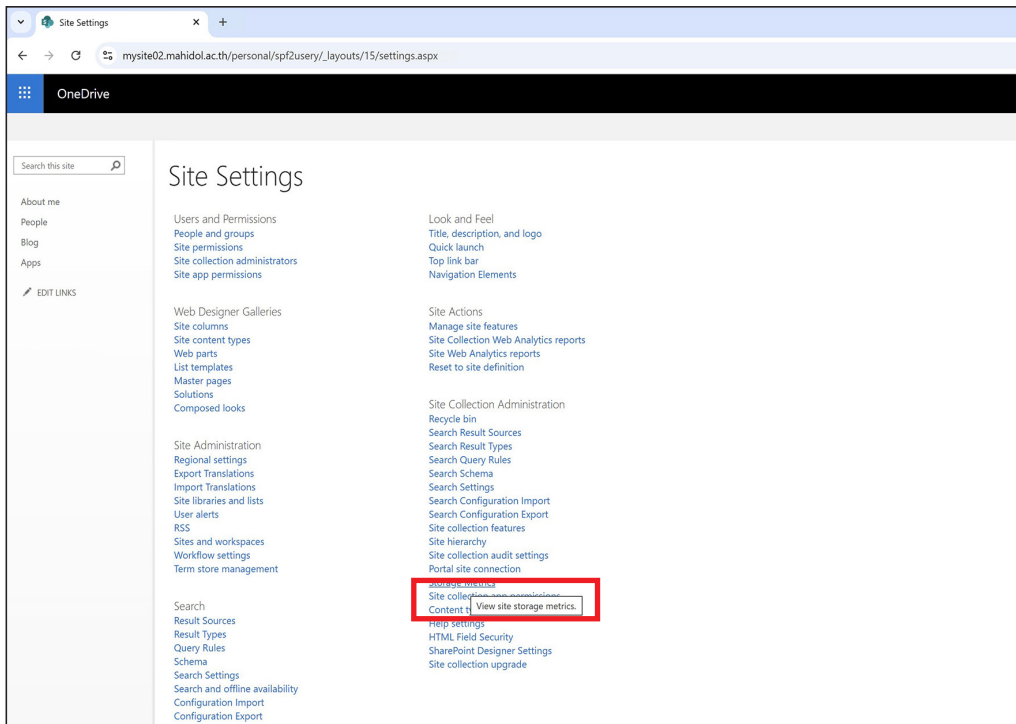 Site Settings
mysite02.mahidol.ac.th/personal/spf2usery/_layouts/15/settings.aspx
OneDrive
Search this site
About me
People
Blog
Apps
EDIT LINKS
Site Settings
Users and Permissions
People and groups
Site permissions
Site collection administrators
Site app permissions
Web Designer Galleries
Site columns
Site content types
Web parts
List templates
Master pages
Solutions
Composed looks
Site Administration
Regional settings
Export Translations
Import Translations
Site libraries and lists
User alerts
RSS
Sites and workspaces
Workflow settings
Term store management
Search
Result Sources
Result Types
Query Rules
Schema
Search Settings
Search and offline availability
Configuration Import
Configuration Export
Look and Feel
Title, description, and logo
Quick launch
Top link bar
Navigation Elements
Site Actions
Manage site features
Site Collection Web Analytics reports
Site Web Analytics reports
Reset to site definition
Site Collection Administration
Recycle bin
Search Result Sources
Search Result Types
Search Query Rules
Search Schema
Search Settings
Search Configuration Import
Search Configuration Export
Site collection features
Site hierarchy
Site collection audit settings
Portal site connection
Storage Metrics
Site collection app permissions
Content
View site storage metrics.
Help settings
HTML Field Security
SharePoint Designer Settings
Site collection upgrade